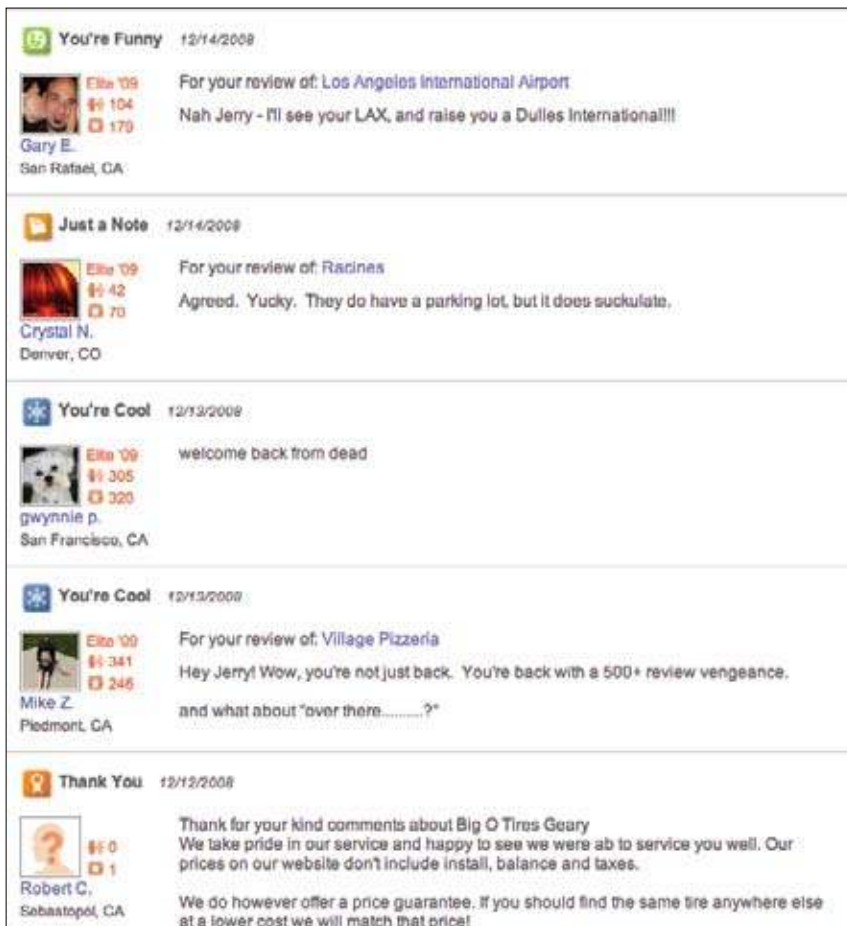 You're Funny 12/14/2008
Elite '09
104
179
Gary E.
San Rafael, CA
For your review of: Los Angeles International Airport
Nah Jerry - I'll see your LAX, and raise you a Dulles International!!!
Just a Note 12/14/2008
Elite '09
42
70
Crystal N.
Denver, CO
For your review of: Racines
Agreed. Yucky. They do have a parking lot, but it does suckulate.
You're Cool 12/13/2008
Elite '09
305
320
gwynnie p.
San Francisco, CA
welcome back from dead
You're Cool 12/13/2008
Elite '09
341
246
Mike Z.
Piedmont, CA
For your review of: Village Pizzeria
Hey Jerry! Wow, you're not just back. You're back with a 500+ review vengeance.
and what about "over there.........?"
Thank You 12/12/2008
0
1
Robert C.
Sebastopol, CA
Thank for your kind comments about Big O Tires Geary
We take pride in our service and happy to see we were ab to service you well. Our
prices on our website don't include install, balance and taxes.
We do however offer a price guarantee. If you should find the same tire anywhere else
at a lower cost we will match that price!